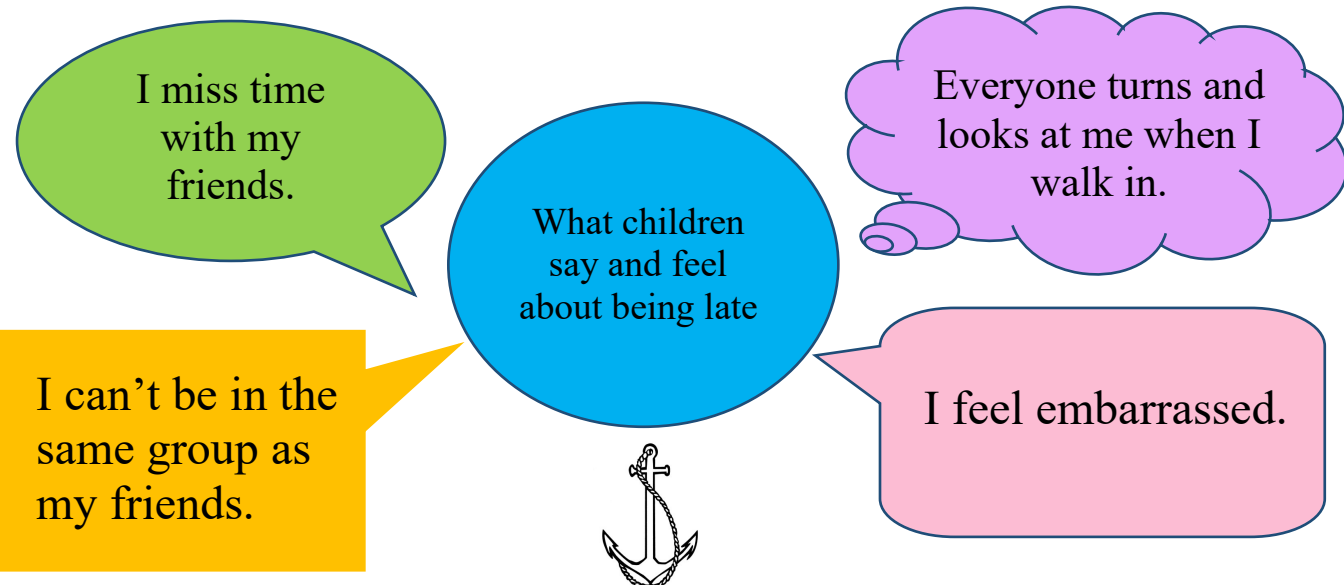 I miss time
with my
friends.
Everyone turns and
looks at me when I
walk in.
What children
say and feel
about being late
I can’t be in the
same group as
my friends.
I feel embarrassed.